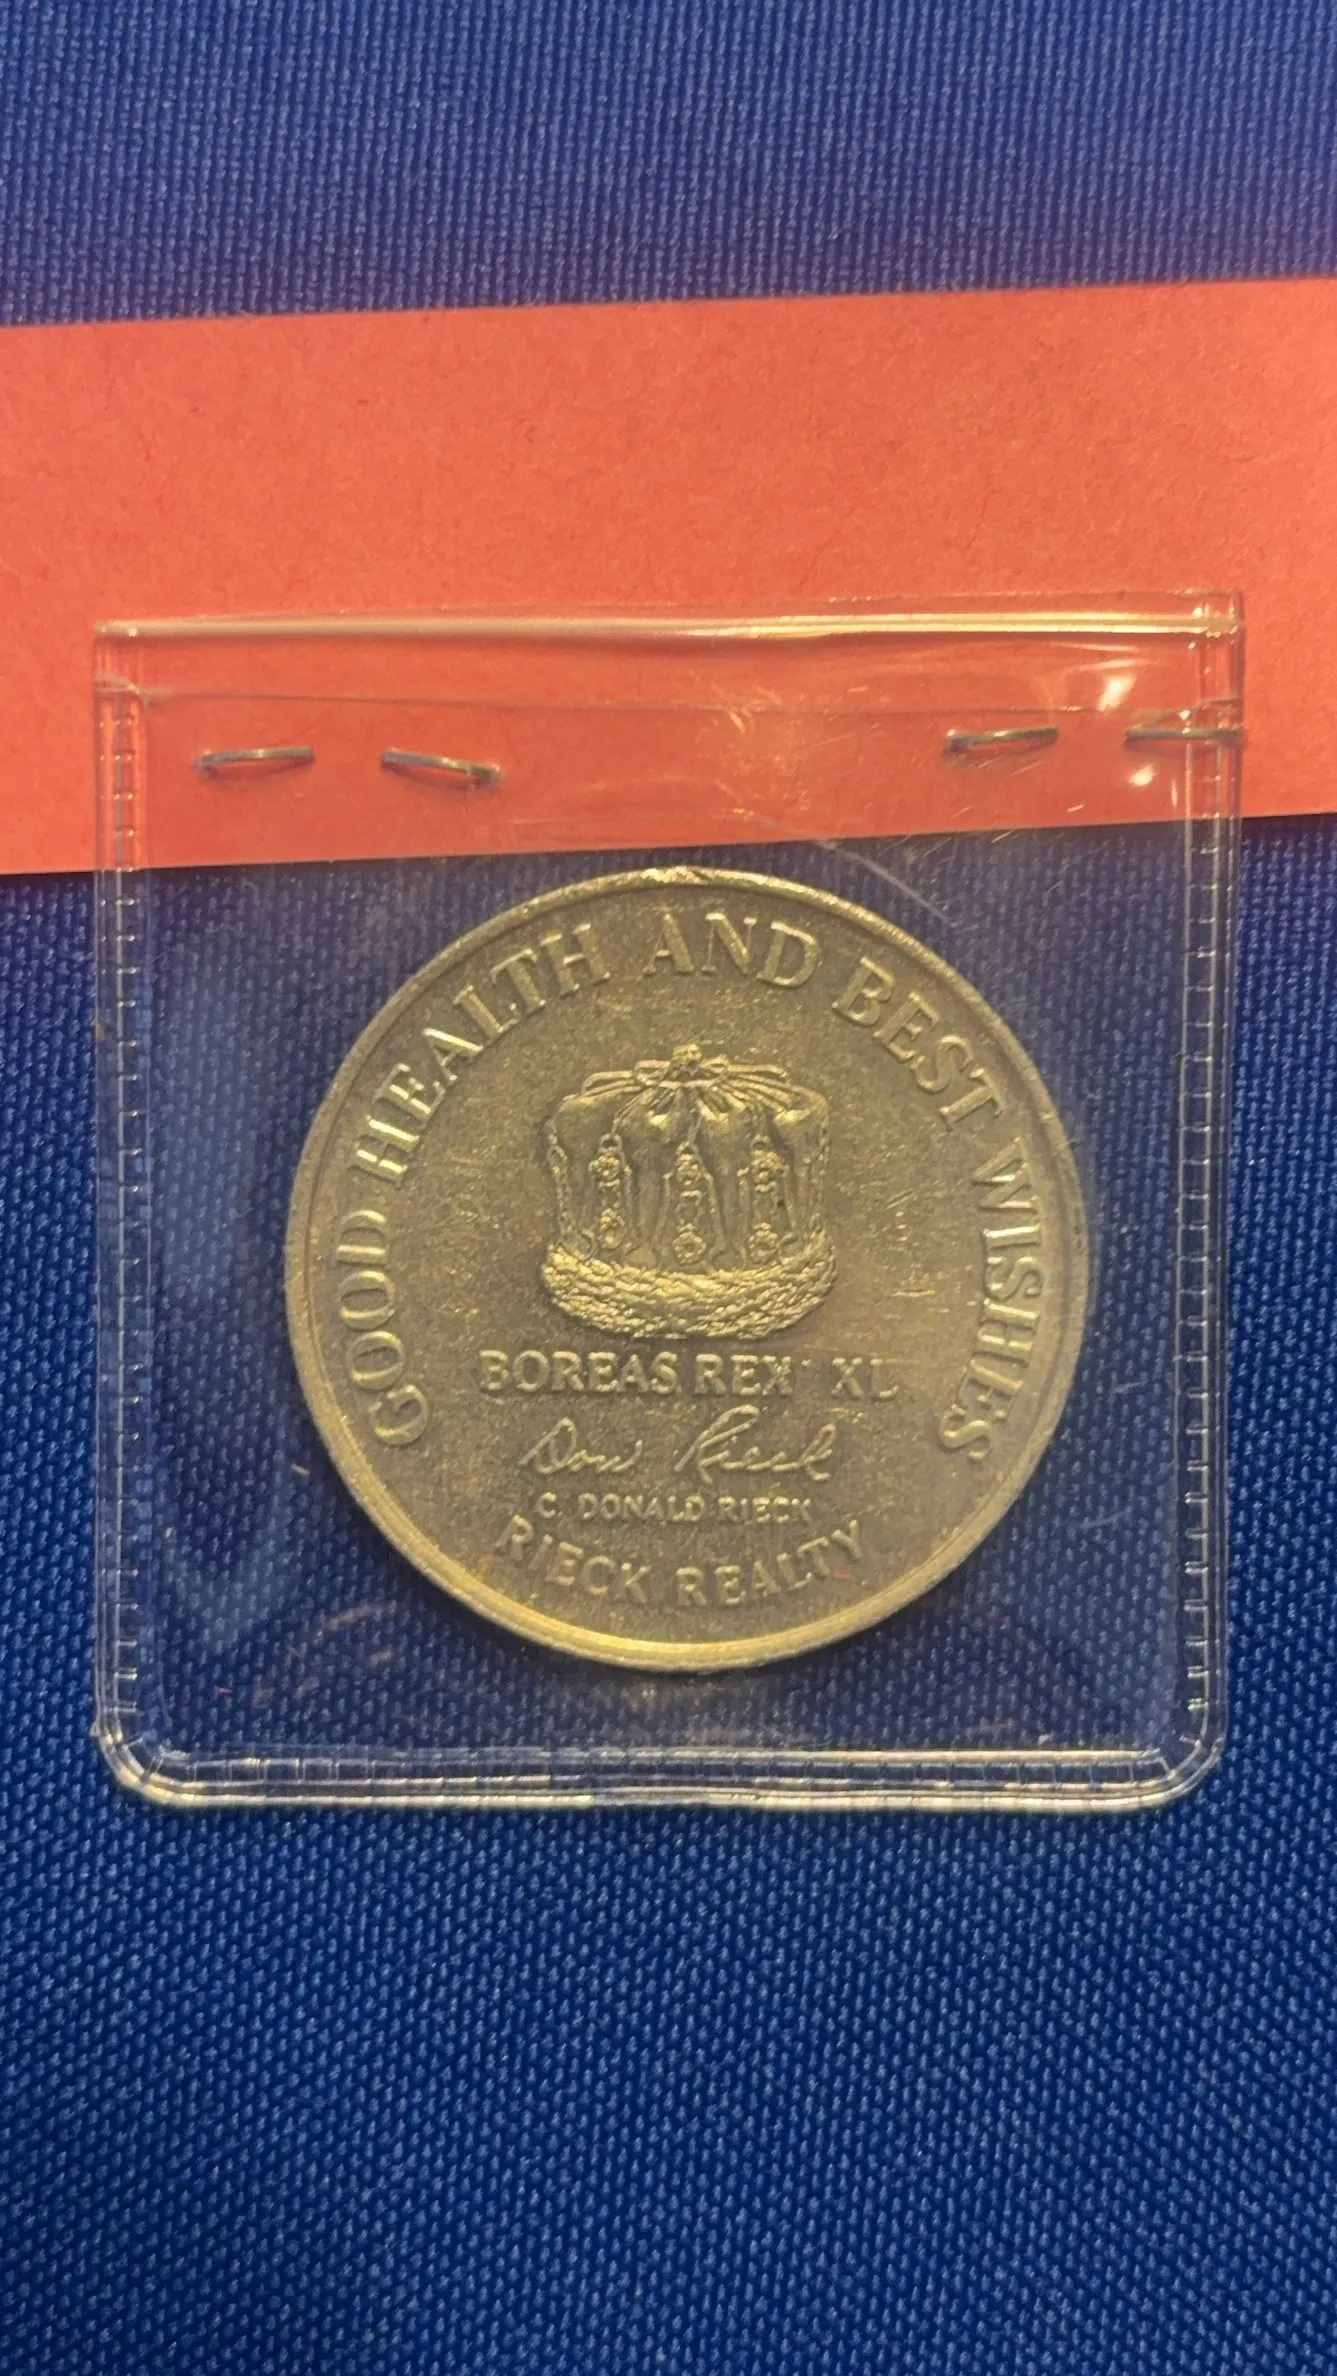 GOOD HEALTH AND BEST WISHES
BOREAS REX XL
Don Rieck
C. DONALD RIECK
RIECK REALTY